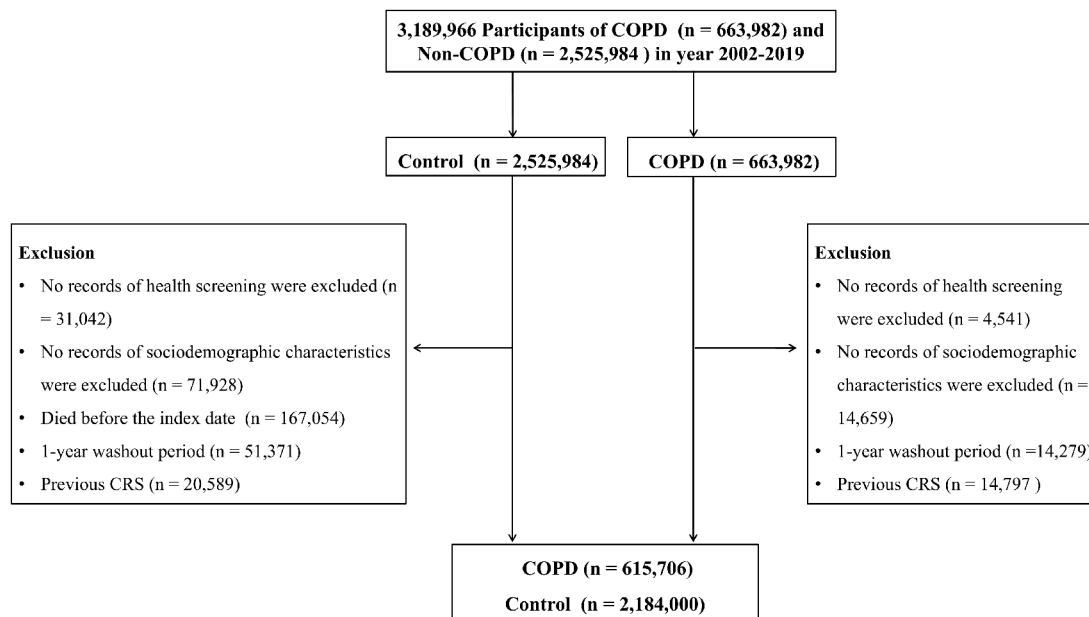 3,189,966 Participants of COPD (n = 663,982) and
Non-COPD (n = 2,525,984 ) in year 2002-2019
Control (n = 2,525,984)
COPD (n = 663,982)
Exclusion
• No records of health screening were excluded (n
= 31,042)
• No records of sociodemographic characteristics
were excluded (n = 71,928)
• Died before the index date (n = 167,054)
• 1-year washout period (n = 51,371)
• Previous CRS (n = 20,589)
Exclusion
• No records of health screening
were excluded (n = 4,541)
• No records of sociodemographic
characteristics were excluded (n =
14,659)
• 1-year washout period (n =14,279)
• Previous CRS (n = 14,797 )
COPD (n = 615,706)
Control (n = 2,184,000)